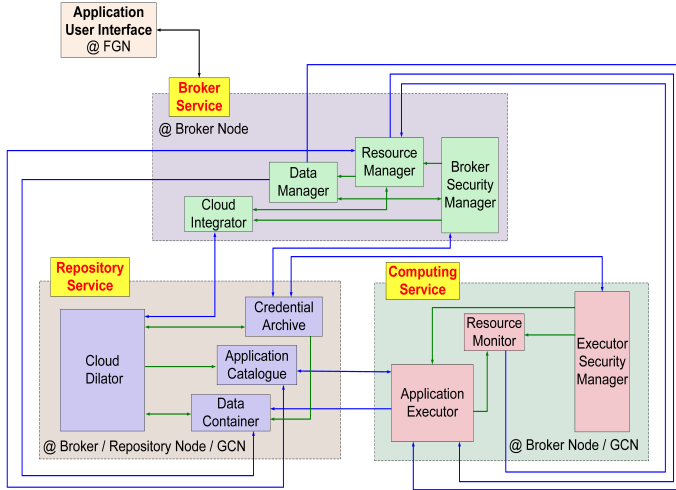 Application
User Interface
@ FGN
Broker
Service
@ Broker Node
Resource
Manager
Broker
Security
Manager
Data
Manager
Cloud
Integrator
Repository
Service
Computing
Service
Credential
Archive
Cloud
Dilator
Application
Catalogue
Data
Container
@ Broker / Repository Node / GCN
Resource
Monitor
Executor
Security
Manager
Application
Executor
@ Broker Node / GCN